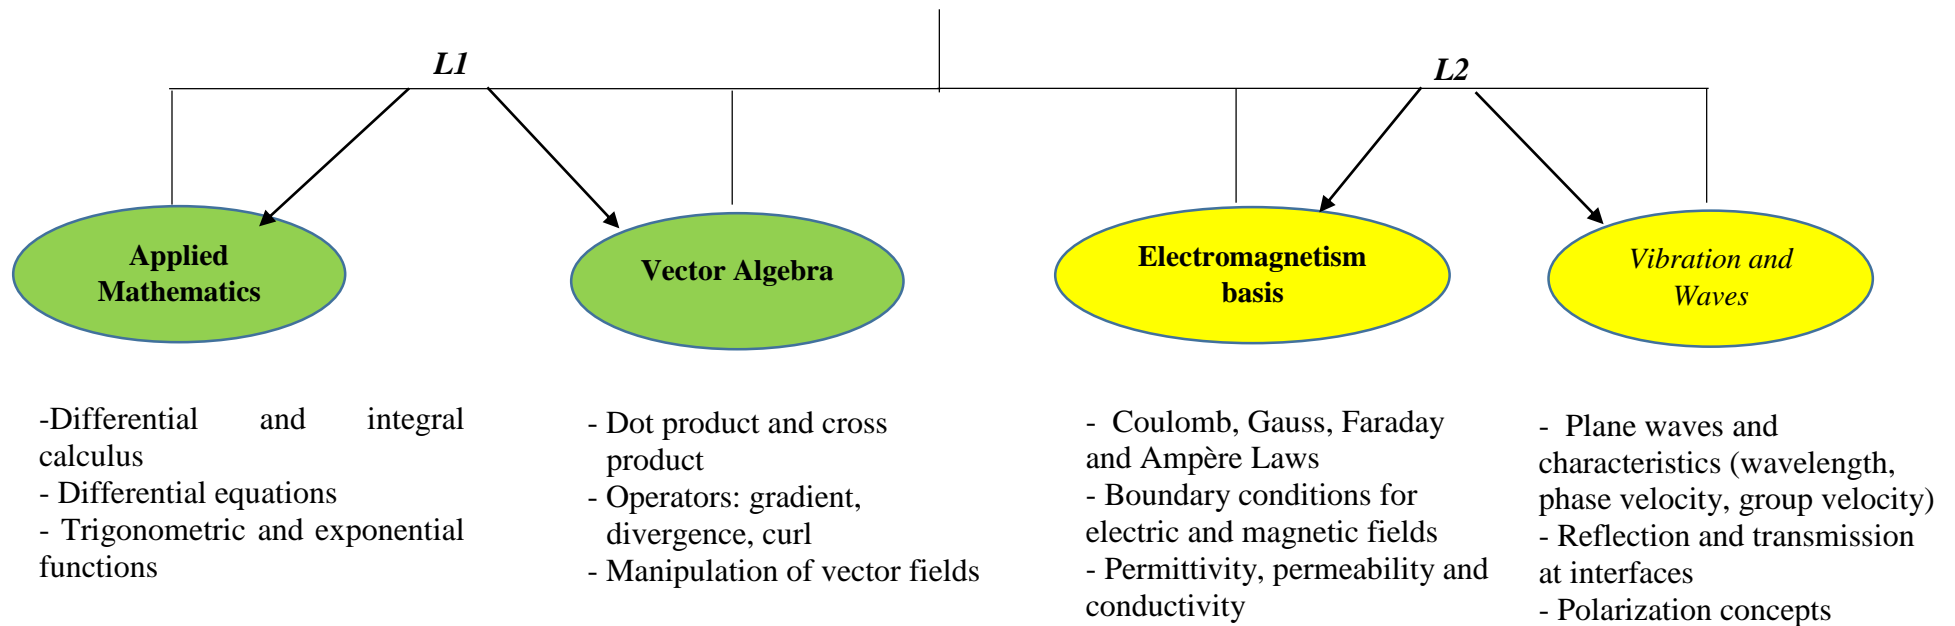 L1
L2
Applied
Mathematics
Vector Algebra
Electromagnetism
basis
Vibration and
Waves
-Differential and integral
calculus
- Differential equations
- Trigonometric and exponential
functions
- Dot product and cross
product
- Operators: gradient,
divergence, curl
- Manipulation of vector fields
- Coulomb, Gauss, Faraday
and Ampère Laws
- Boundary conditions for
electric and magnetic fields
- Permittivity, permeability and
conductivity
- Plane waves and
characteristics (wavelength,
phase velocity, group velocity)
- Reflection and transmission
at interfaces
- Polarization concepts